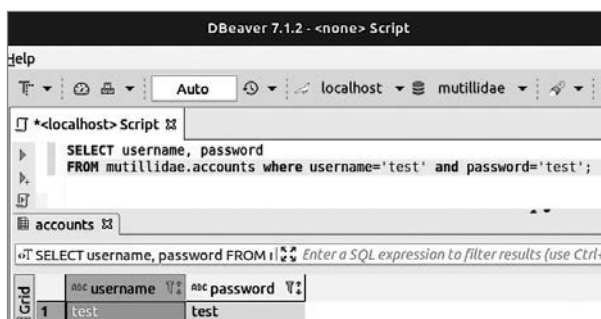 DBeaver 7.1.2 - <none> Script
Help
Auto localhost mutillidae
*<localhost> Script
SELECT username, password
FROM mutillidae.accounts where username='test' and password='test';
accounts
SELECT username, password FROM Enter a SQL expression to filter results (use Ctrl+
Grid
ABC username ABC password
1 test test